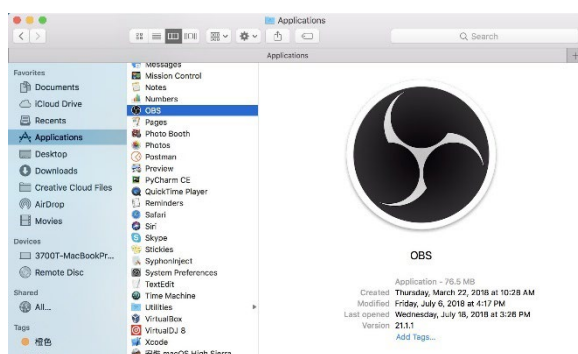 Applications
Search
Applications
Favorites
Documents
iCloud Drive
Recents
Applications
Desktop
Downloads
Creative Cloud Files
AirDrop
Movies
Devices
3700T-MacBookPr...
Remote Disc
Shared
All...
Tags
橙色
Messages
Mission Control
Notes
Numbers
OBS
Pages
Photo Booth
Photos
Postman
Preview
PyCharm CE
QuickTime Player
Reminders
Safari
Siri
Skype
Stickies
SyphonInject
System Preferences
TextEdit
Time Machine
Utilities
VirtualBox
VirtualDJ 8
Xcode
macOS High Sierra
OBS
Application - 76.5 MB
Created Thursday, March 22, 2018 at 10:28 AM
Modified Friday, July 6, 2018 at 4:17 PM
Last opened Wednesday, July 18, 2018 at 3:26 PM
Version 21.1.1
Add Tags...